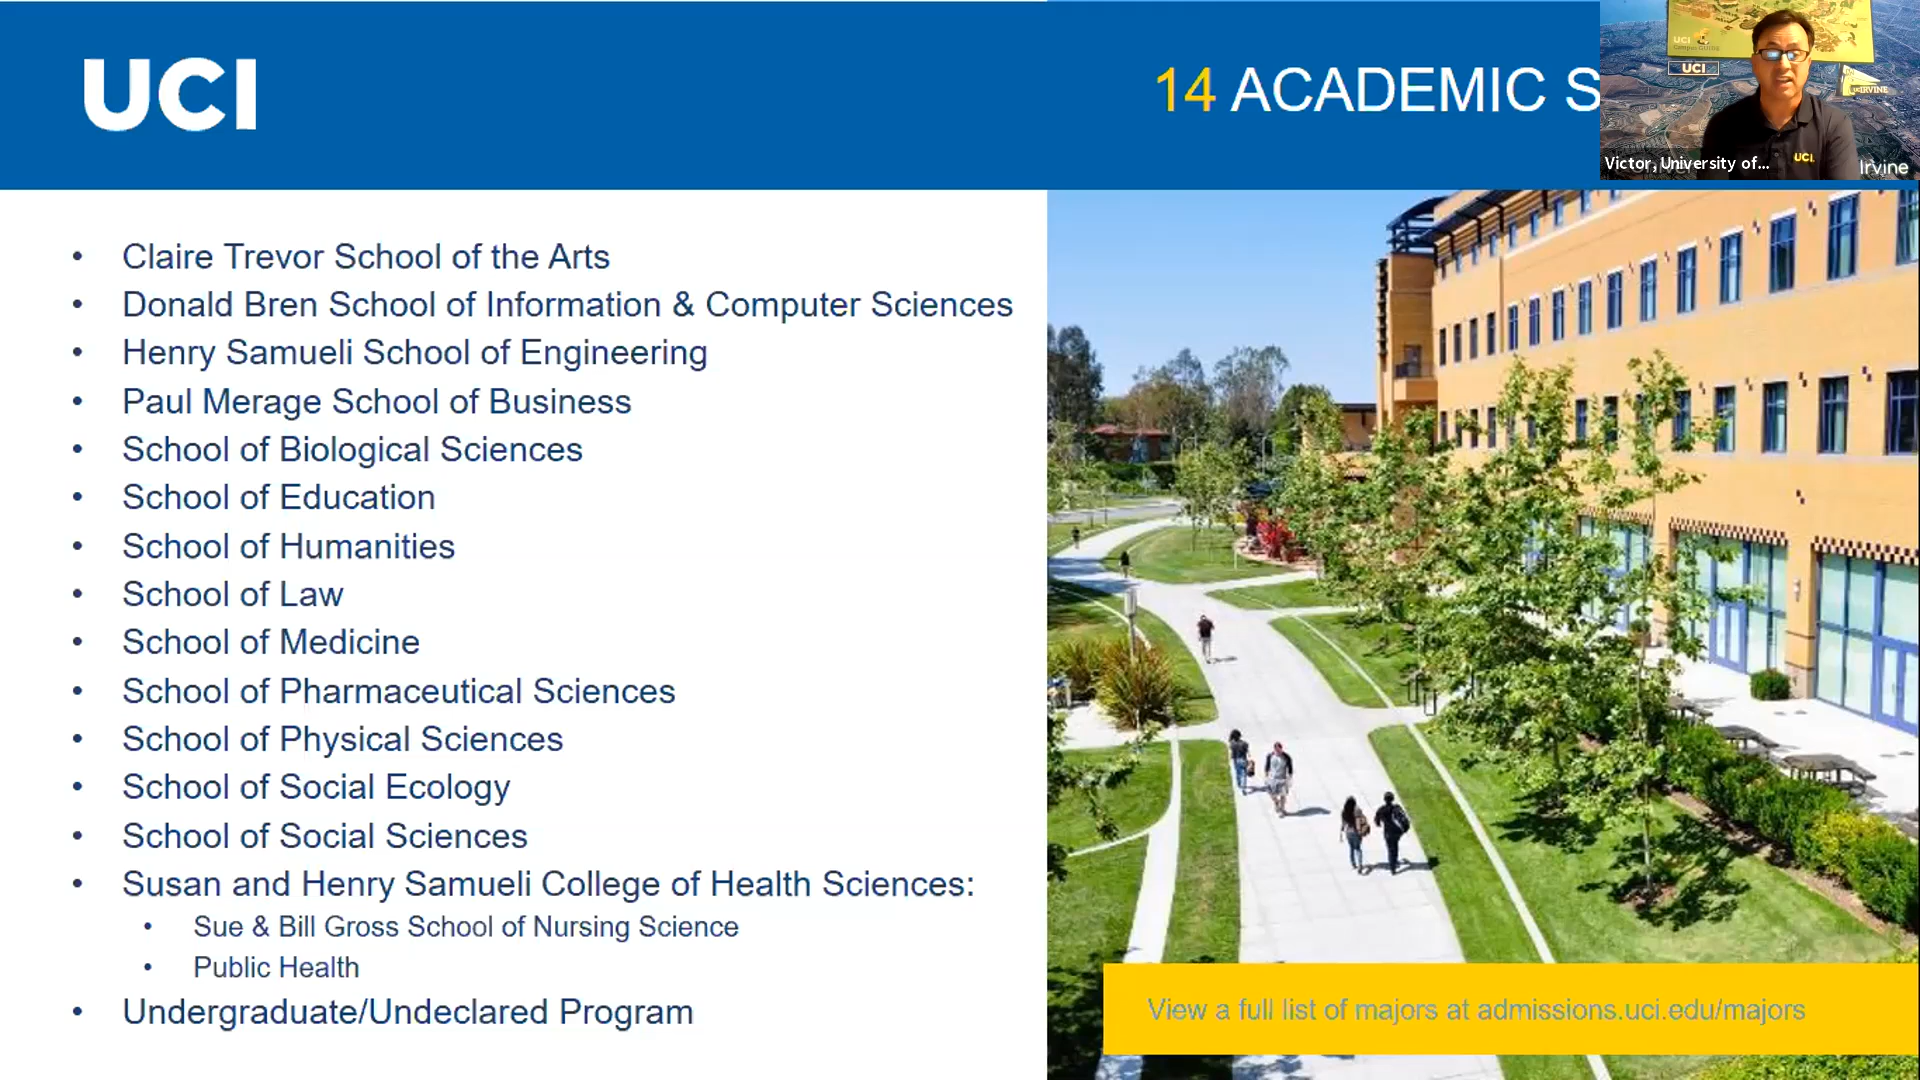 UCI
14 ACADEMIC S
UCI
UCI
IRVINE
UCI
Victor, University of...
Irvine
• Claire Trevor School of the Arts
• Donald Bren School of Information & Computer Sciences
• Henry Samueli School of Engineering
• Paul Merage School of Business
• School of Biological Sciences
• School of Education
• School of Humanities
• School of Law
• School of Medicine
• School of Pharmaceutical Sciences
• School of Physical Sciences
• School of Social Ecology
• School of Social Sciences
• Susan and Henry Samueli College of Health Sciences:
• Sue & Bill Gross School of Nursing Science
• Public Health
• Undergraduate/Undeclared Program
View a full list of majors at admissions.uci.edu/majors